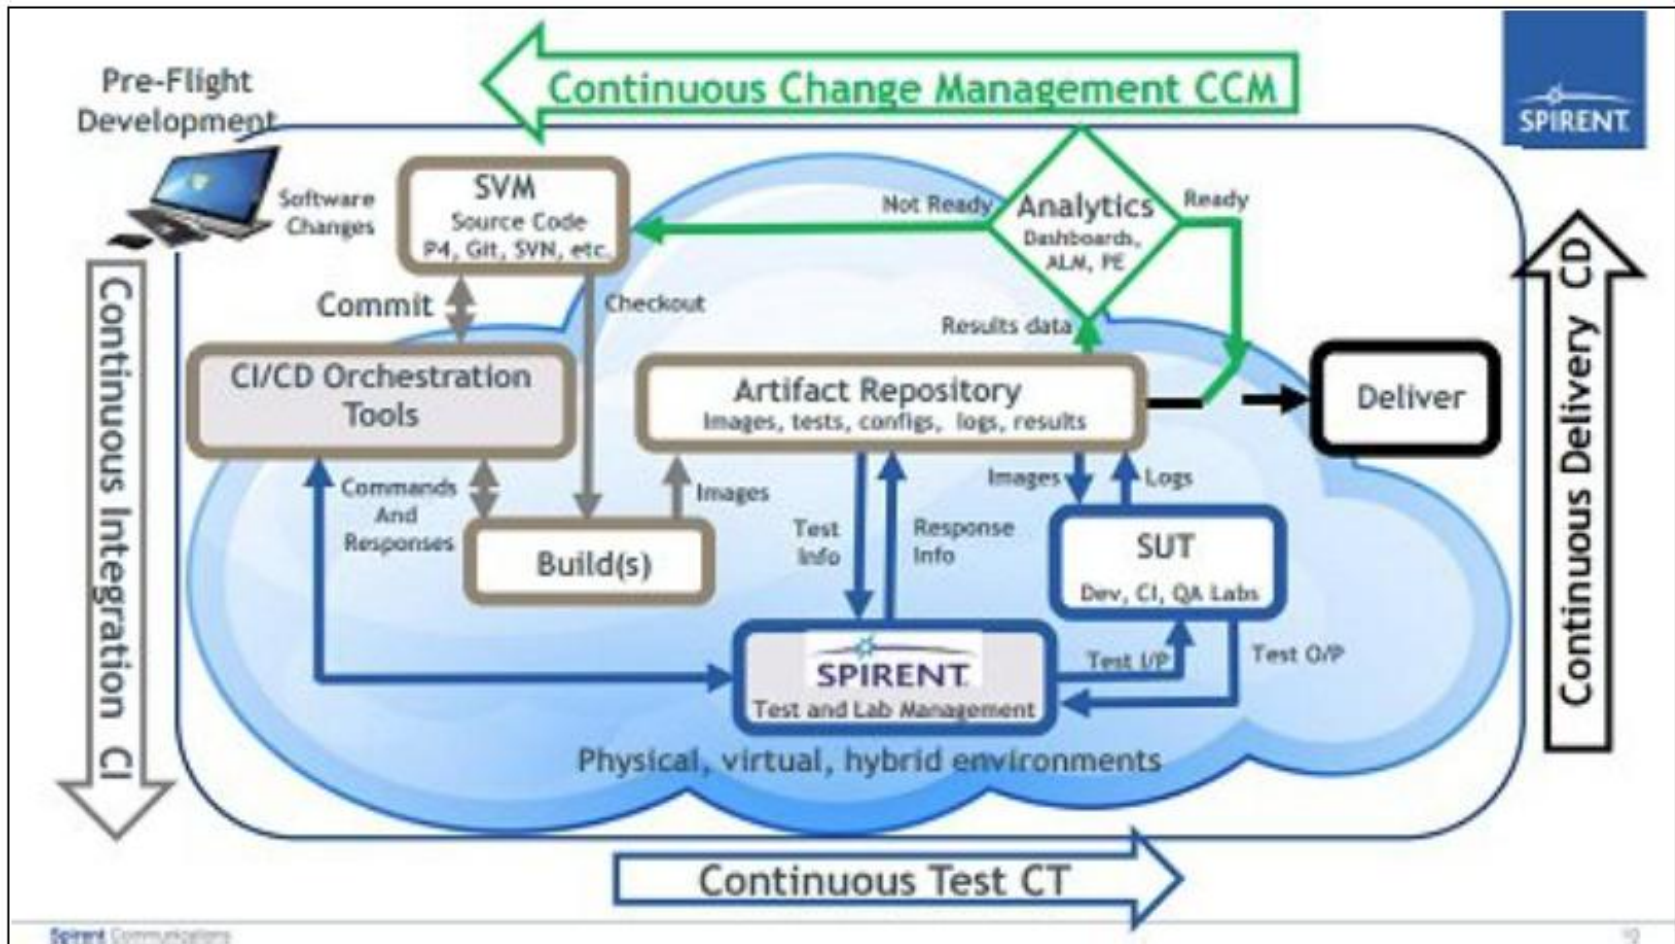 Continuous Change Management CCM
SPIRENT
Pre-Flight
Development
Software
Changes
SVM
Source Code
P4, Git, SVN, etc.
Not Ready
Analytics
Dashboards,
ALM, PE
Ready
Commit
Checkout
Results data
CI/CD Orchestration
Tools
Artifact Repository
Images, tests, configs, logs, results
Deliver
Commands
And
Responses
Images
Build(s)
Test
Info
Response
Info
Images
Logs
SUT
Dev, CI, QA Labs
SPIRENT
Test and Lab Management
Test I/P
Test O/P
Physical, virtual, hybrid environments
Continuous Integration CI
Continuous Delivery CD
Continuous Test CT
Spirent Communications
10